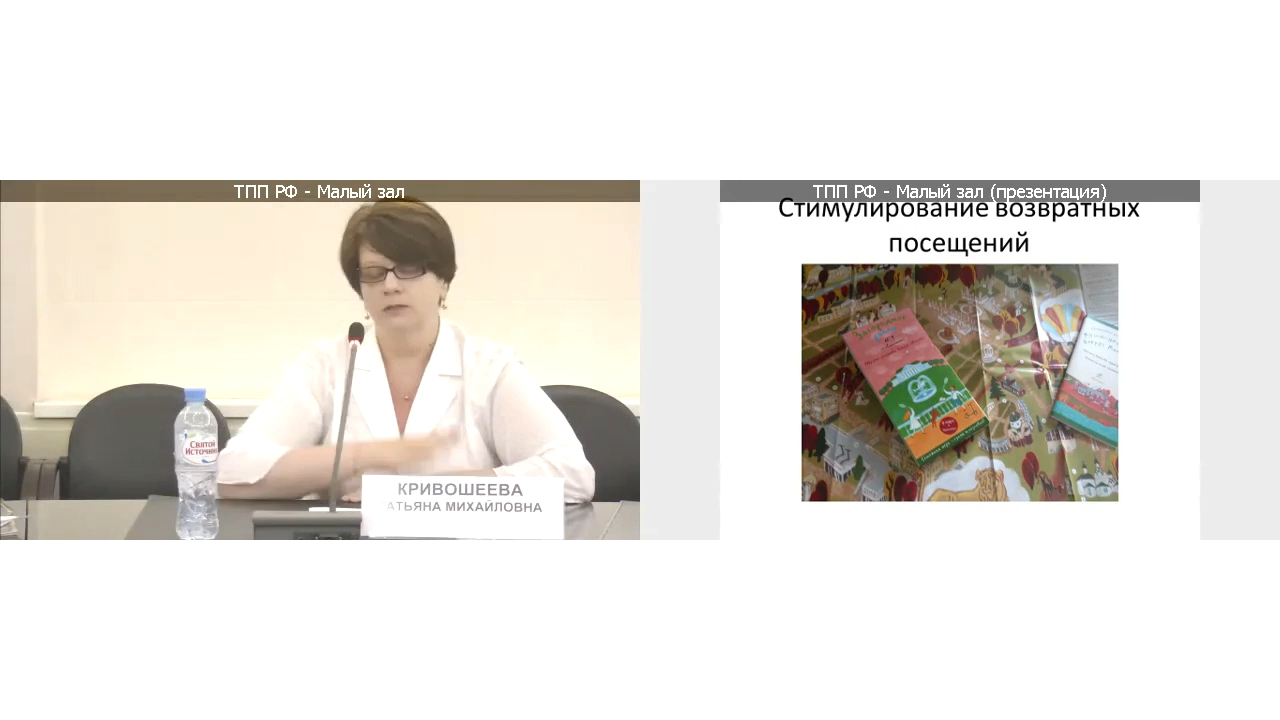 ТПП РФ - Малый зал
СВЯТОЙ
ИСТОЧНИК
КРИВОШЕЕВА
АТЬЯНА МИХАЙЛОВНА
ТПП РФ - Малый зал (презентация)
Стимулирование возвратных
посещений